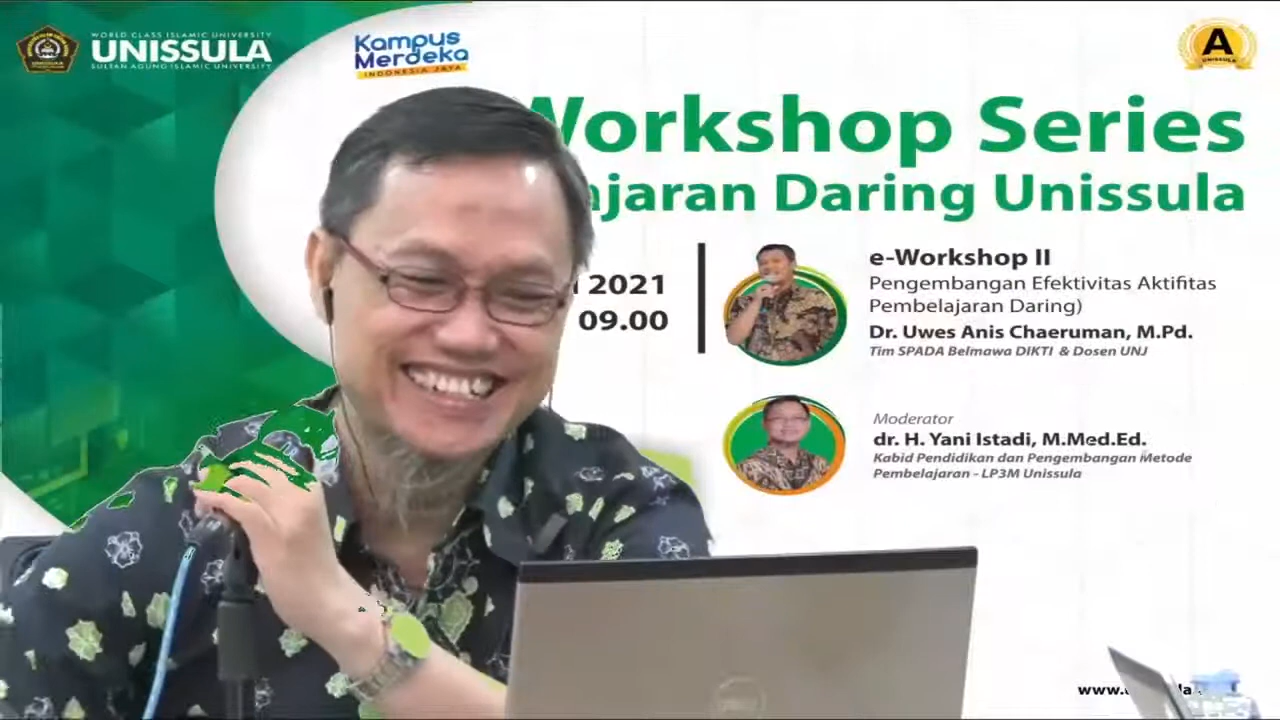 WORLD CLASS ISLAMIC UNIVERSITY
UNISSULA
SULTAN AGUNG ISLAMIC UNIVERSITY
Kampus
Merdeka
INDONESIA JAYA
A
UNISSULA
Workshop Series
ajaran Daring Unissula
2021
09.00
e-Workshop II
Pengembangan Efektivitas Aktifitas
Pembelajaran Daring)
Dr. Uwes Anis Chaeruman, M.Pd.
Tim SPADA Belmawa DIKTI & Dosen UNJ
Moderator
dr. H. Yani Istadi, M.Med.Ed.
Kabid Pendidikan dan Pengembangan Metode
Pembelajaran - LP3M Unissula